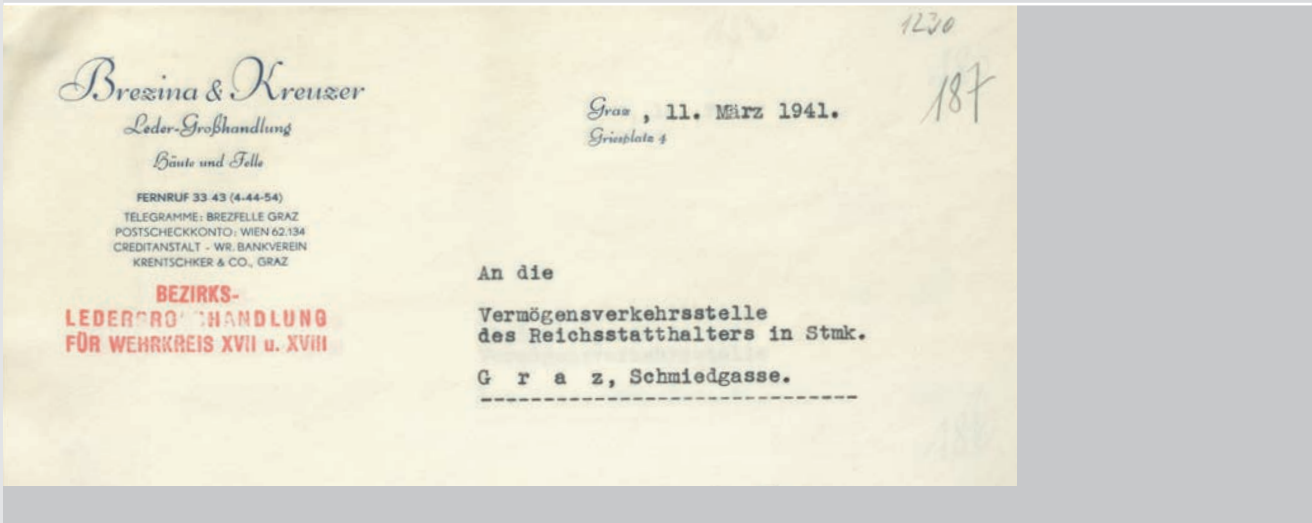 1230
187
Brezina & Kreuzer
Leder-Großhandlung
Häute und Felle
FERNRUF 33 43 (4-44-54)
TELEGRAMME: BREZFELLE GRAZ
POSTSCHECKKONTO: WIEN 62.134
CREDITANSTALT - WR. BANKVEREIN
KRENTSCHKER & CO., GRAZ
BEZIRKS-
LEDERGROSSHANDLUNG
FÜR WEHRKREIS XVII u. XVIII
Graz, 11. März 1941.
Griesplatz 4
An die
Vermögensverkehrsstelle
des Reichsstatthalters in Stmk.
G r a z, Schmiedgasse.